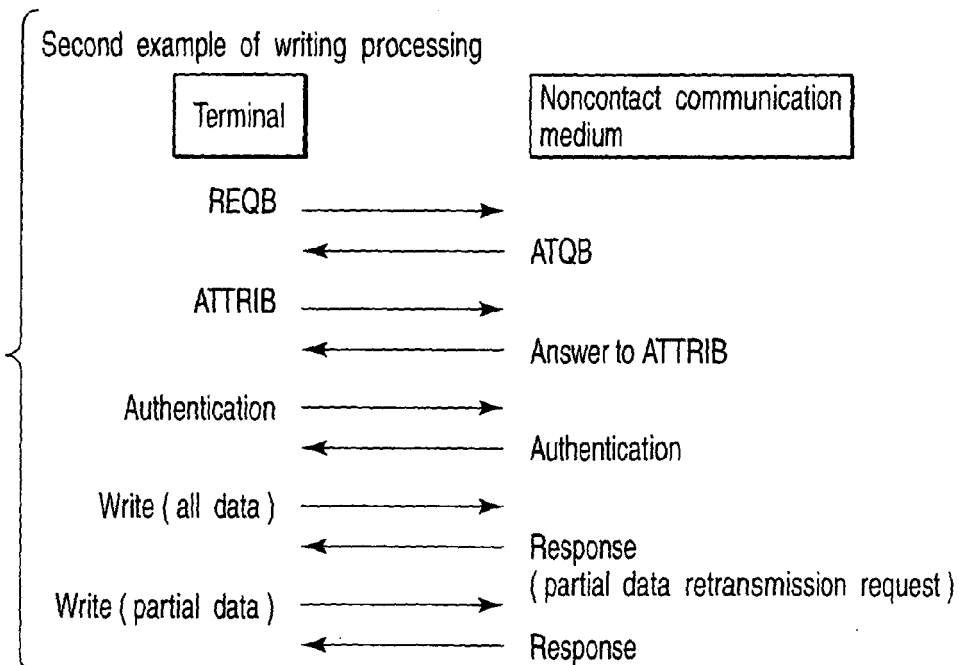 Second example of writing processing
Terminal
Noncontact communication
medium
REQB
ATQB
ATTRIB
Answer to ATTRIB
Authentication
Authentication
Write ( all data )
Response
( partial data retransmission request )
Write ( partial data )
Response